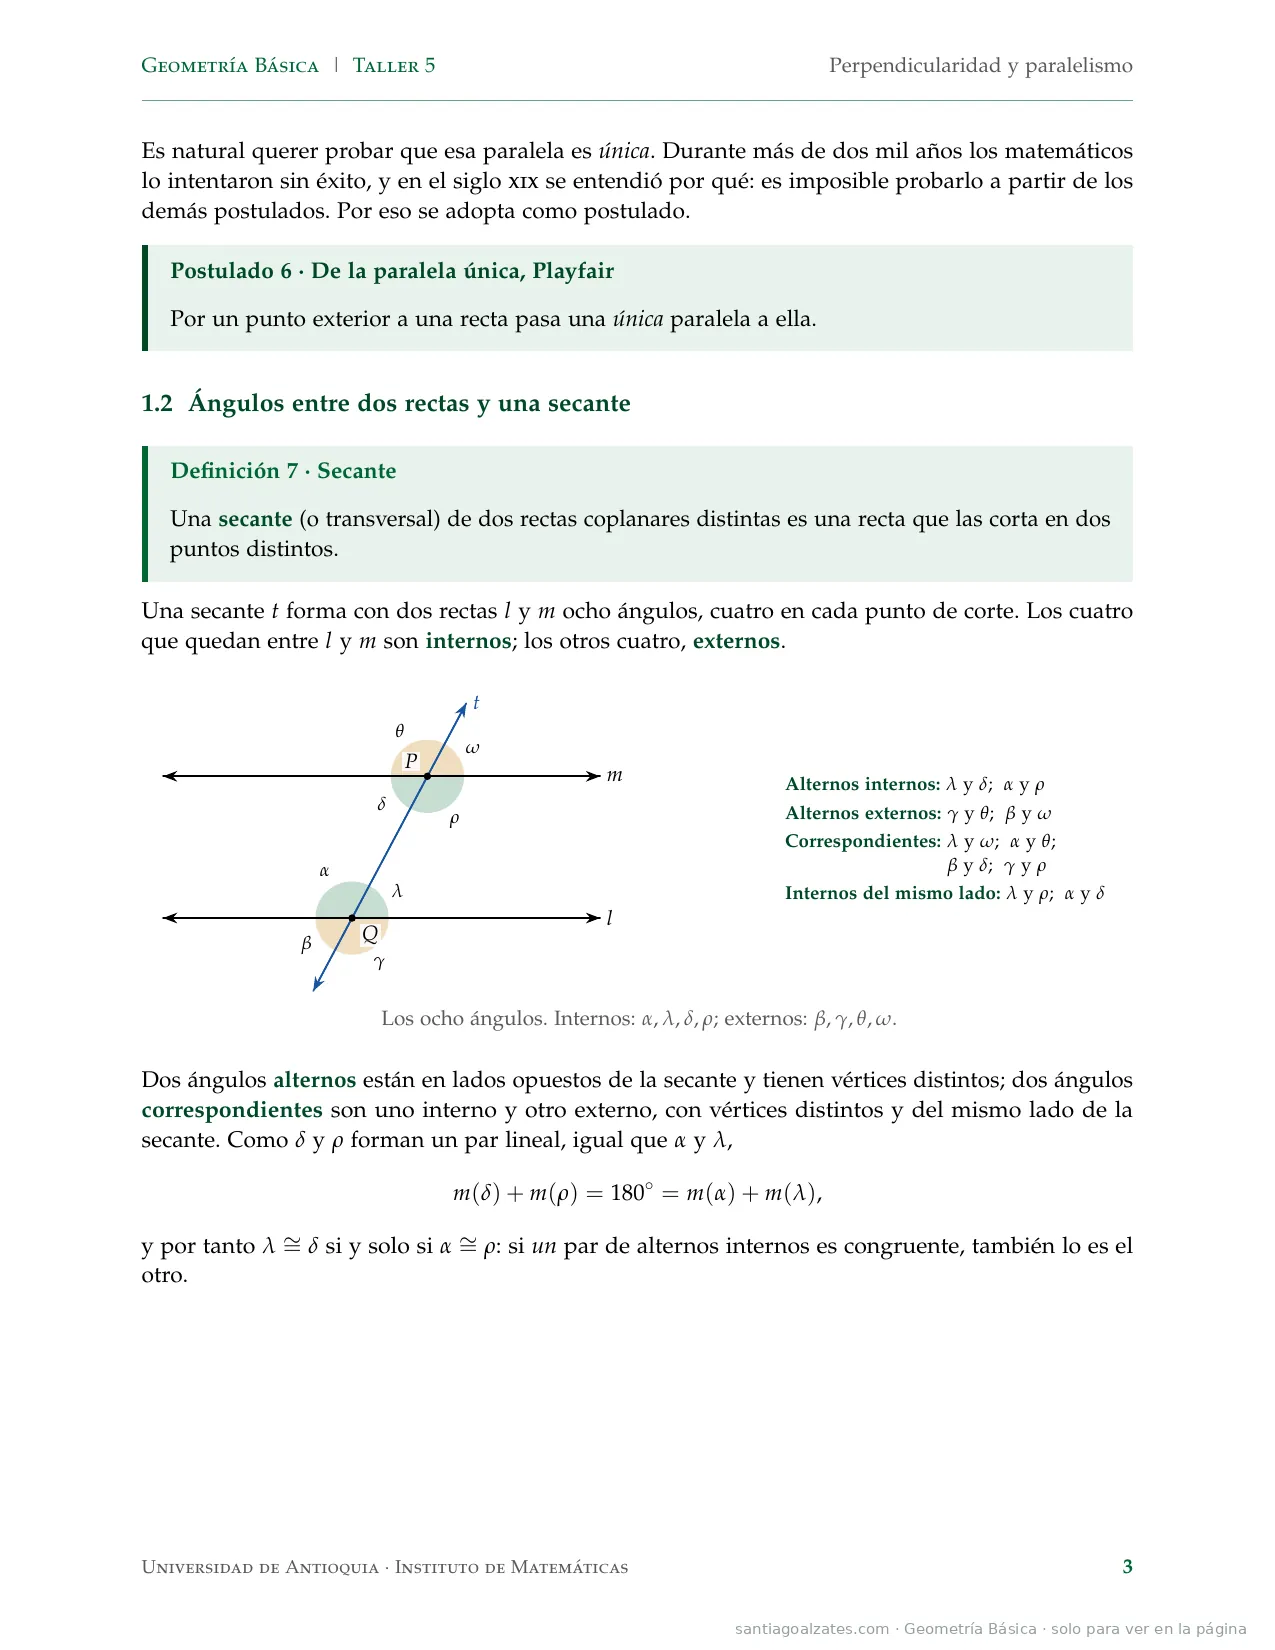 Geometría Básica | Taller 5
Perpendicularidad y paralelismo
Es natural querer probar que esa paralela es única. Durante más de dos mil años los matemáticos
lo intentaron sin éxito, y en el siglo XIX se entendió por qué: es imposible probarlo a partir de los
demás postulados. Por eso se adopta como postulado.
Postulado 6 · De la paralela única, Playfair
Por un punto exterior a una recta pasa una única paralela a ella.
1.2 Ángulos entre dos rectas y una secante
Definición 7 · Secante
Una secante (o transversal) de dos rectas coplanares distintas es una recta que las corta en dos
puntos distintos.
Una secante t forma con dos rectas l y m ocho ángulos, cuatro en cada punto de corte. Los cuatro
que quedan entre l y m son internos; los otros cuatro, externos.
t
θ
ω
P
m
δ
ρ
α
λ
l
Q
β
γ
Alternos internos: λ y δ; α y ρ
Alternos externos: γ y θ; β y ω
Correspondientes: λ y ω; α y θ;
β y δ; γ y ρ
Internos del mismo lado: λ y ρ; α y δ
Los ocho ángulos. Internos: α, λ, δ, ρ; externos: β, γ, θ, ω.
Dos ángulos alternos están en lados opuestos de la secante y tienen vértices distintos; dos ángulos
correspondientes son uno interno y otro externo, con vértices distintos y del mismo lado de la
secante. Como δ y ρ forman un par lineal, igual que α y λ,
m(δ) + m(ρ) = 180° = m(α) + m(λ),
y por tanto λ ≅ δ si y solo si α ≅ ρ: si un par de alternos internos es congruente, también lo es el
otro.
Universidad de Antioquia · Instituto de Matemáticas
3
santiagoalzates.com · Geometría Básica · solo para ver en la página